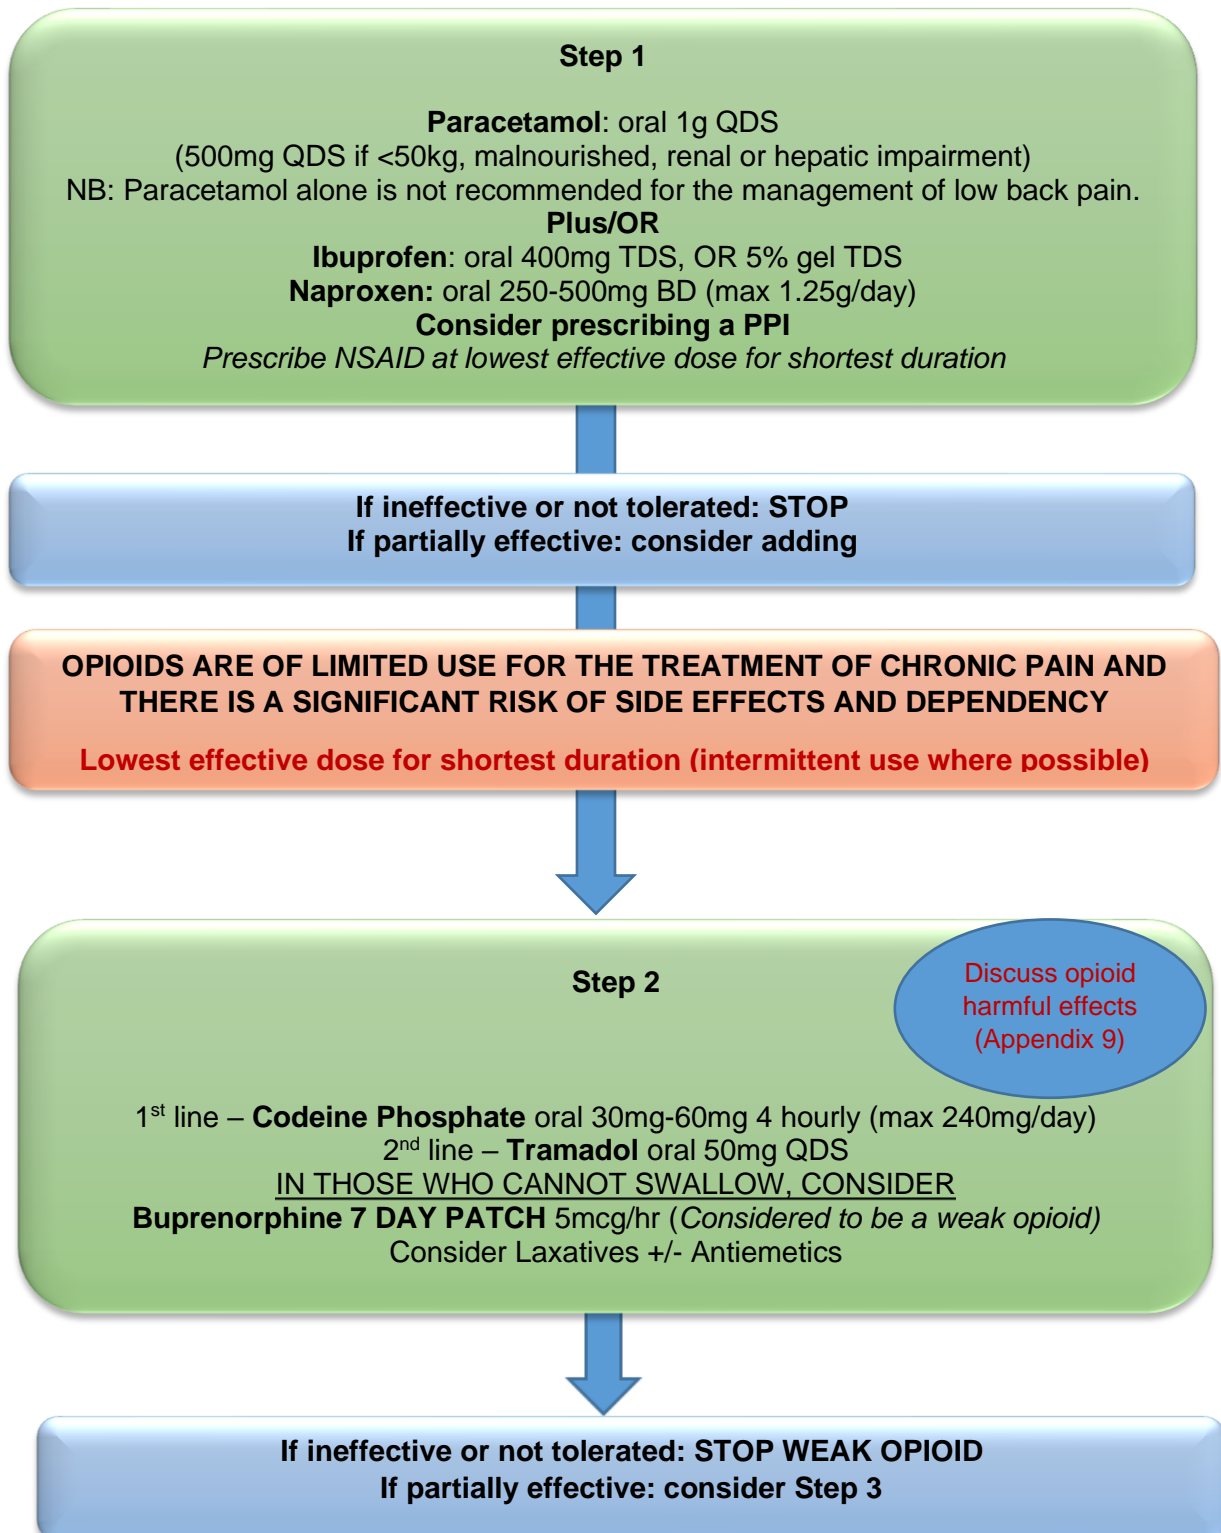 Step 1
Paracetamol: oral 1g QDS
(500mg QDS if <50kg, malnourished, renal or hepatic impairment)
NB: Paracetamol alone is not recommended for the management of low back pain.
Plus/OR
Ibuprofen: oral 400mg TDS, OR 5% gel TDS
Naproxen: oral 250-500mg BD (max 1.25g/day)
Consider prescribing a PPI
Prescribe NSAID at lowest effective dose for shortest duration
If ineffective or not tolerated: STOP
If partially effective: consider adding
OPIOIDS ARE OF LIMITED USE FOR THE TREATMENT OF CHRONIC PAIN AND
THERE IS A SIGNIFICANT RISK OF SIDE EFFECTS AND DEPENDENCY
Lowest effective dose for shortest duration (intermittent use where possible)
Step 2
Discuss opioid
harmful effects
(Appendix 9)
1st line – Codeine Phosphate oral 30mg-60mg 4 hourly (max 240mg/day)
2nd line – Tramadol oral 50mg QDS
IN THOSE WHO CANNOT SWALLOW, CONSIDER
Buprenorphine 7 DAY PATCH 5mcg/hr (Considered to be a weak opioid)
Consider Laxatives +/- Antiemetics
If ineffective or not tolerated: STOP WEAK OPIOID
If partially effective: consider Step 3